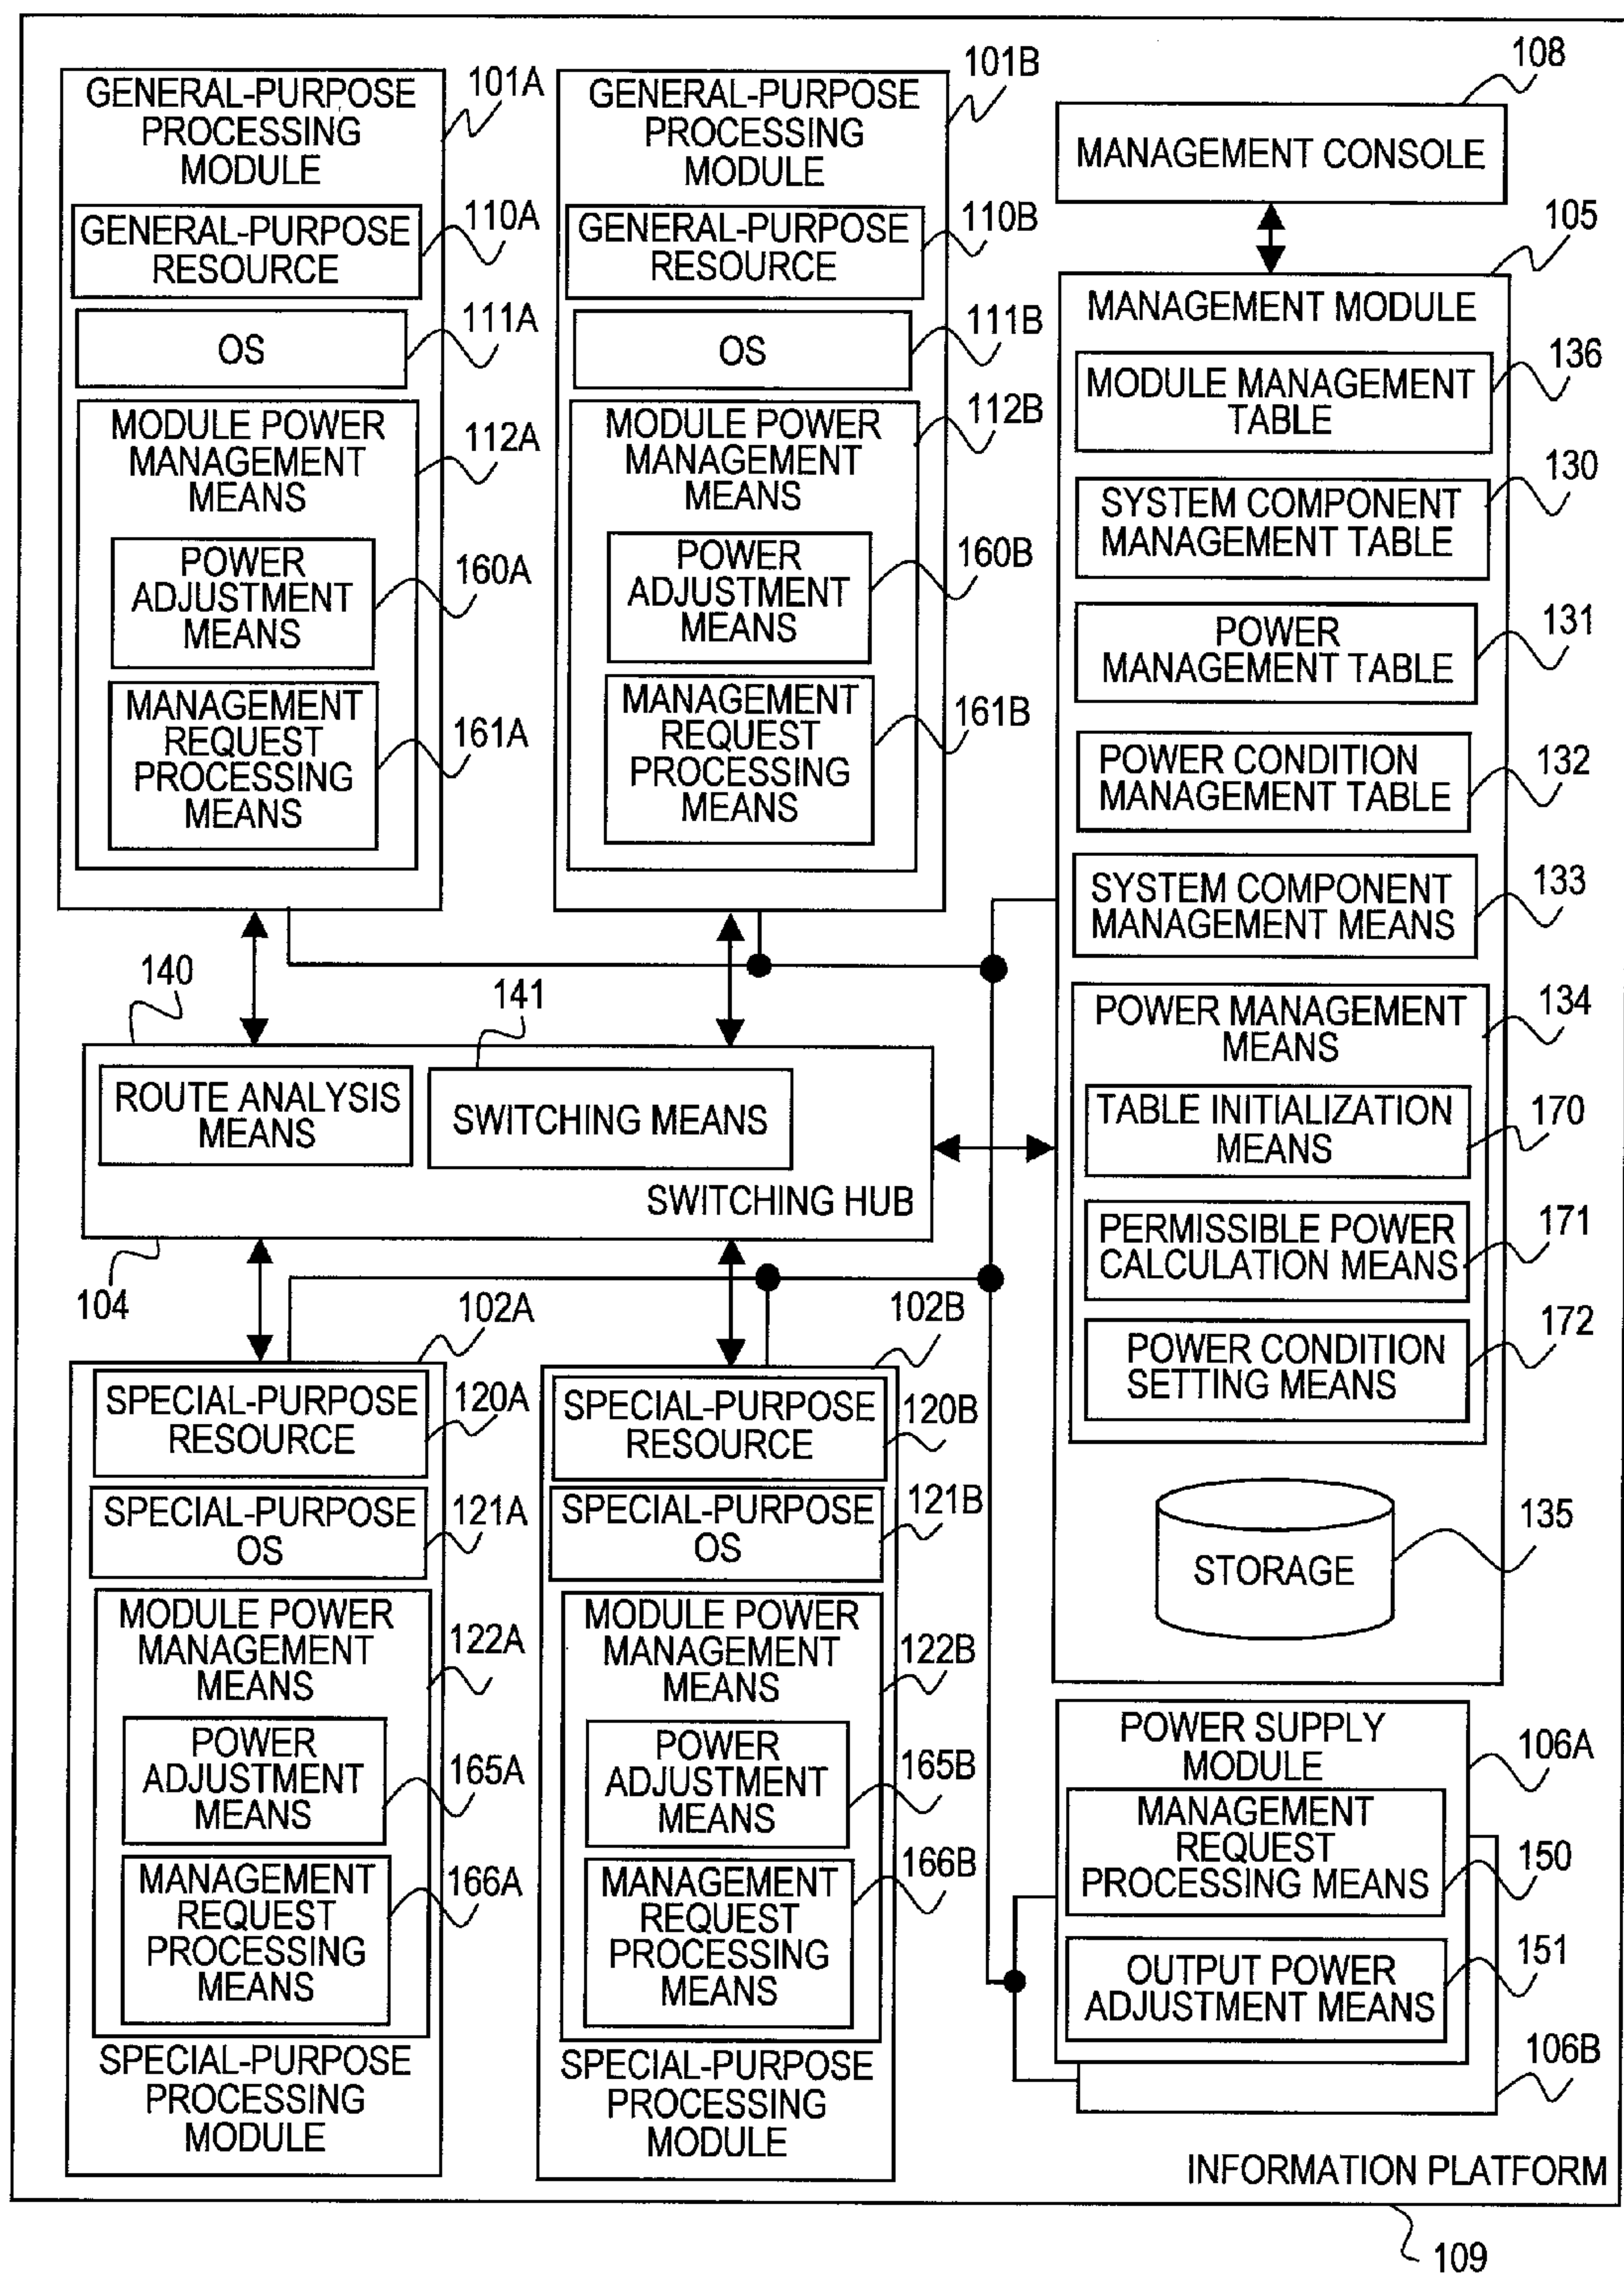 GENERAL-PURPOSE
PROCESSING
MODULE
101A
GENERAL-PURPOSE
RESOURCE
110A
OS
111A
MODULE POWER
MANAGEMENT
MEANS
112A
POWER
ADJUSTMENT
MEANS
160A
MANAGEMENT
REQUEST
PROCESSING
MEANS
161A
GENERAL-PURPOSE
PROCESSING
MODULE
101B
GENERAL-PURPOSE
RESOURCE
110B
OS
111B
MODULE POWER
MANAGEMENT
MEANS
112B
POWER
ADJUSTMENT
MEANS
160B
MANAGEMENT
REQUEST
PROCESSING
MEANS
161B
108
MANAGEMENT CONSOLE
105
MANAGEMENT MODULE
MODULE MANAGEMENT
TABLE
136
SYSTEM COMPONENT
MANAGEMENT TABLE
130
POWER
MANAGEMENT TABLE
131
POWER CONDITION
MANAGEMENT TABLE
132
SYSTEM COMPONENT
MANAGEMENT MEANS
133
POWER MANAGEMENT
MEANS
134
TABLE INITIALIZATION
MEANS
170
PERMISSIBLE POWER
CALCULATION MEANS
171
POWER CONDITION
SETTING MEANS
172
STORAGE
135
140
ROUTE ANALYSIS
MEANS
141
SWITCHING MEANS
SWITCHING HUB
104
102A
SPECIAL-PURPOSE
RESOURCE
120A
SPECIAL-PURPOSE
OS
121A
MODULE POWER
MANAGEMENT
MEANS
122A
POWER
ADJUSTMENT
MEANS
165A
MANAGEMENT
REQUEST
PROCESSING
MEANS
166A
SPECIAL-PURPOSE
PROCESSING
MODULE
102B
SPECIAL-PURPOSE
RESOURCE
120B
SPECIAL-PURPOSE
OS
121B
MODULE POWER
MANAGEMENT
MEANS
122B
POWER
ADJUSTMENT
MEANS
165B
MANAGEMENT
REQUEST
PROCESSING
MEANS
166B
SPECIAL-PURPOSE
PROCESSING
MODULE
POWER SUPPLY
MODULE
106A
MANAGEMENT
REQUEST
PROCESSING MEANS
150
OUTPUT POWER
ADJUSTMENT MEANS
151
106B
INFORMATION PLATFORM
109